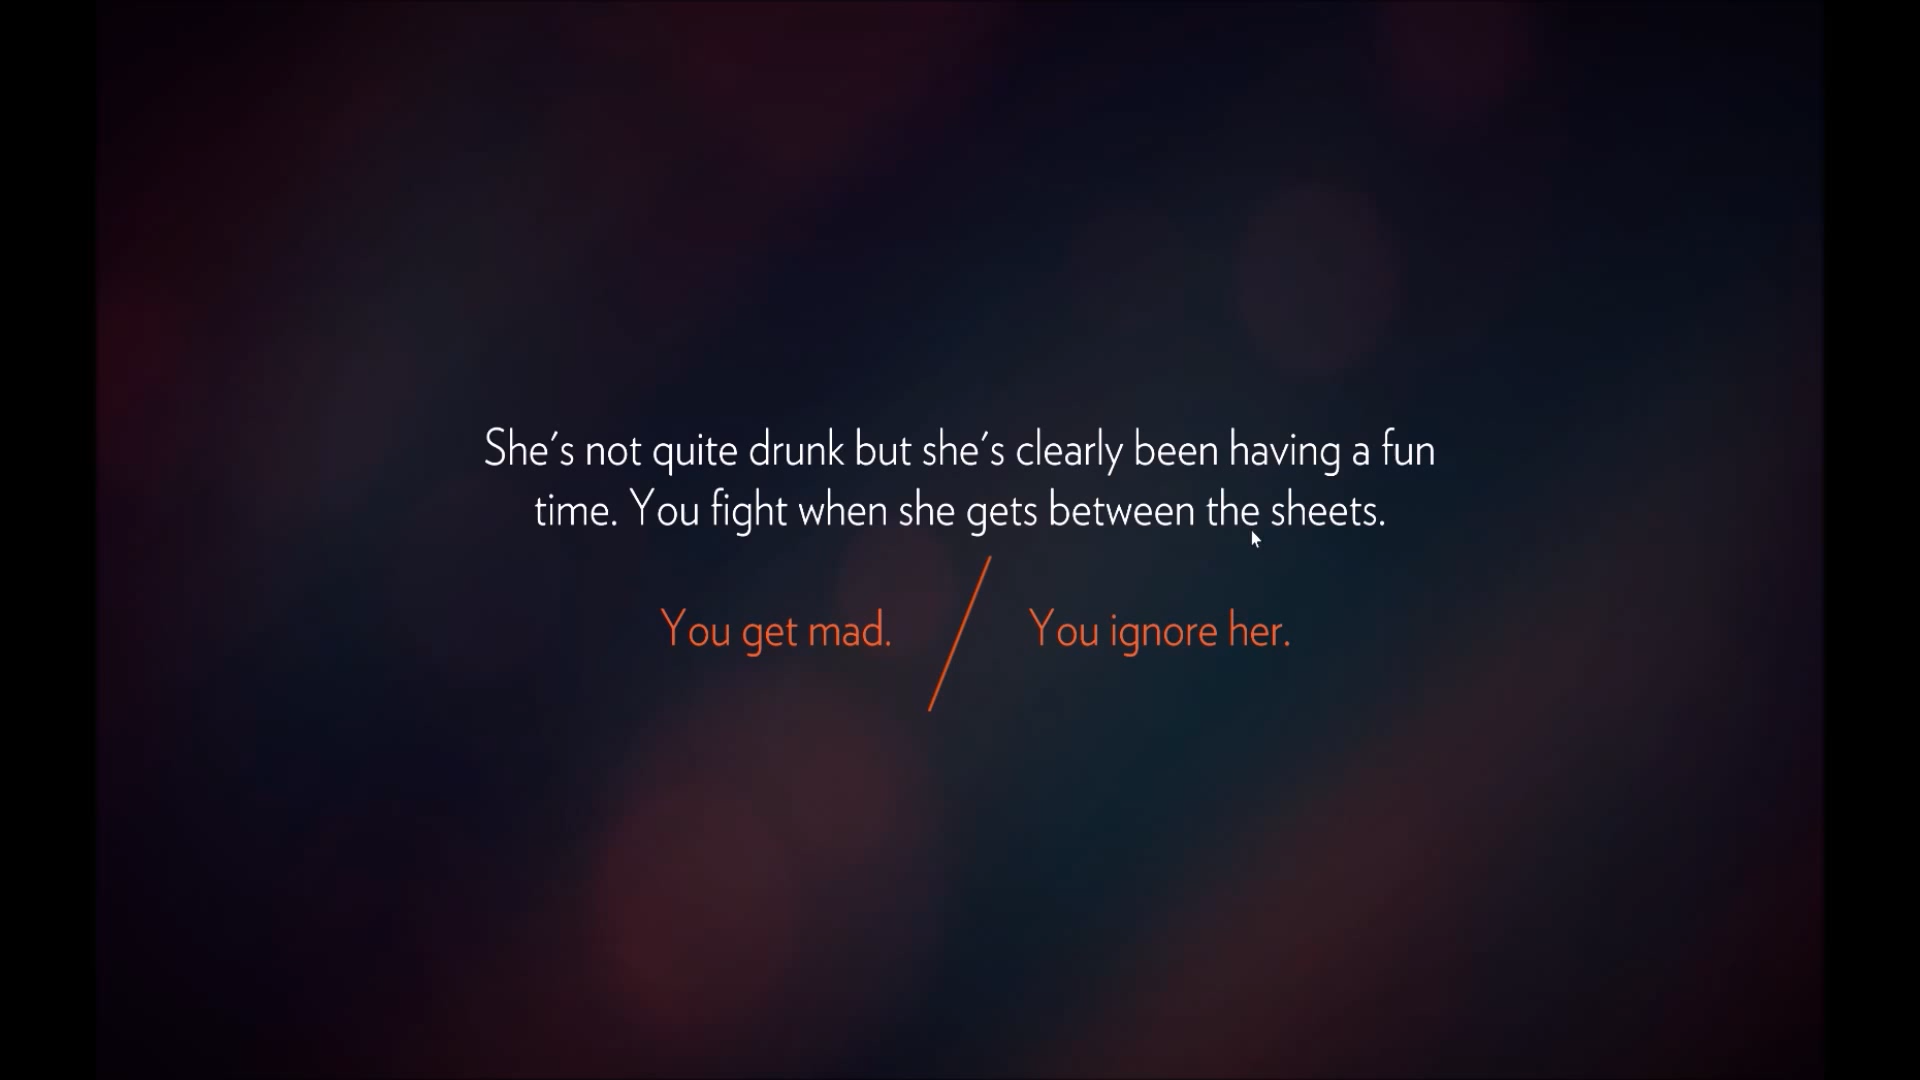 She's not quite drunk but she's clearly been having a fun
time. You fight when she gets between the sheets.
You get mad. / You ignore her.